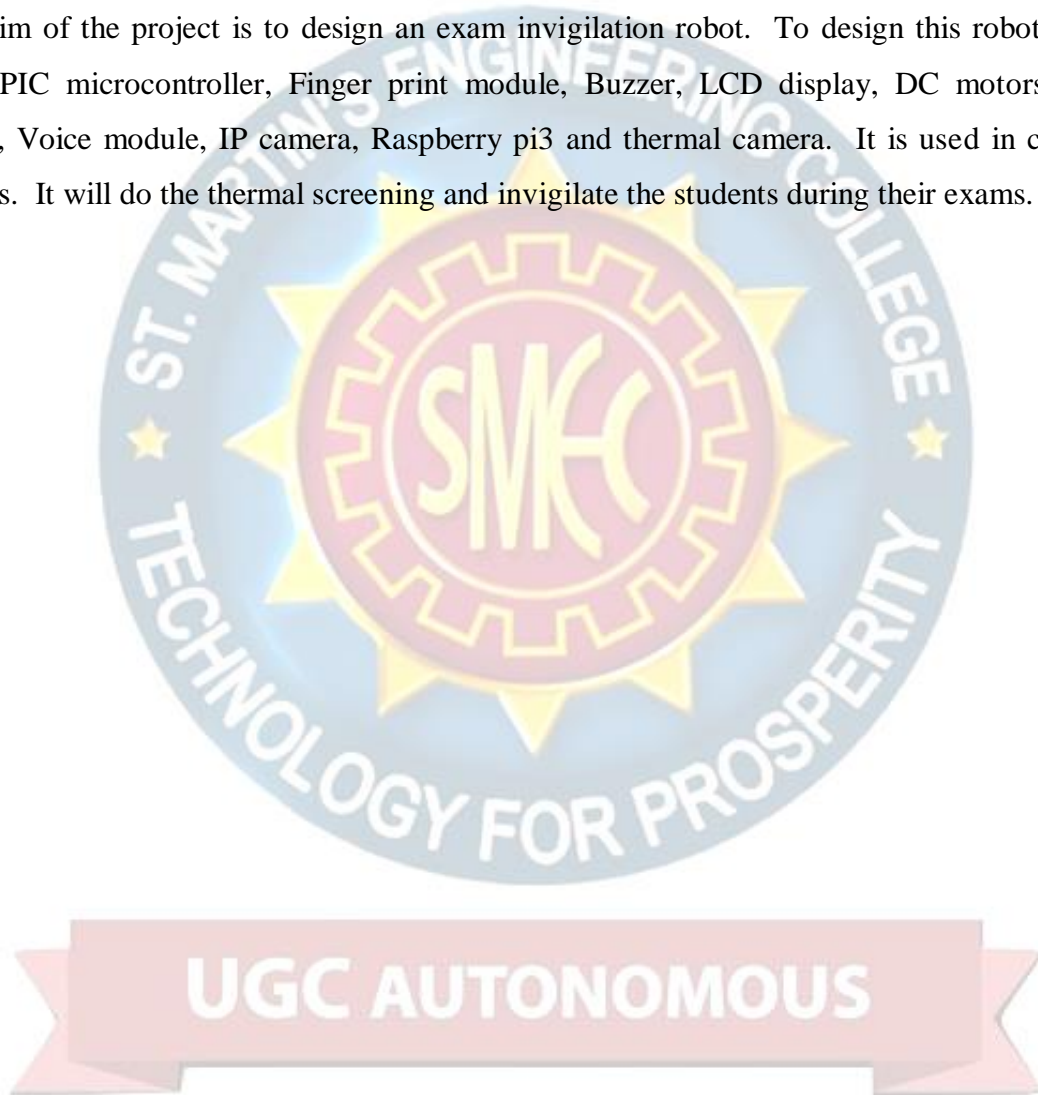 im of the project is to design an exam invigilation robot. To design this robot
PIC microcontroller, Finger print module, Buzzer, LCD display, DC motors
, Voice module, IP camera, Raspberry pi3 and thermal camera. It is used in c
s. It will do the thermal screening and invigilate the students during their exams.
ST. MARTIN'S ENGINEERING COLLEGE
SMEC
TECHNOLOGY FOR PROSPERITY
UGC AUTONOMOUS